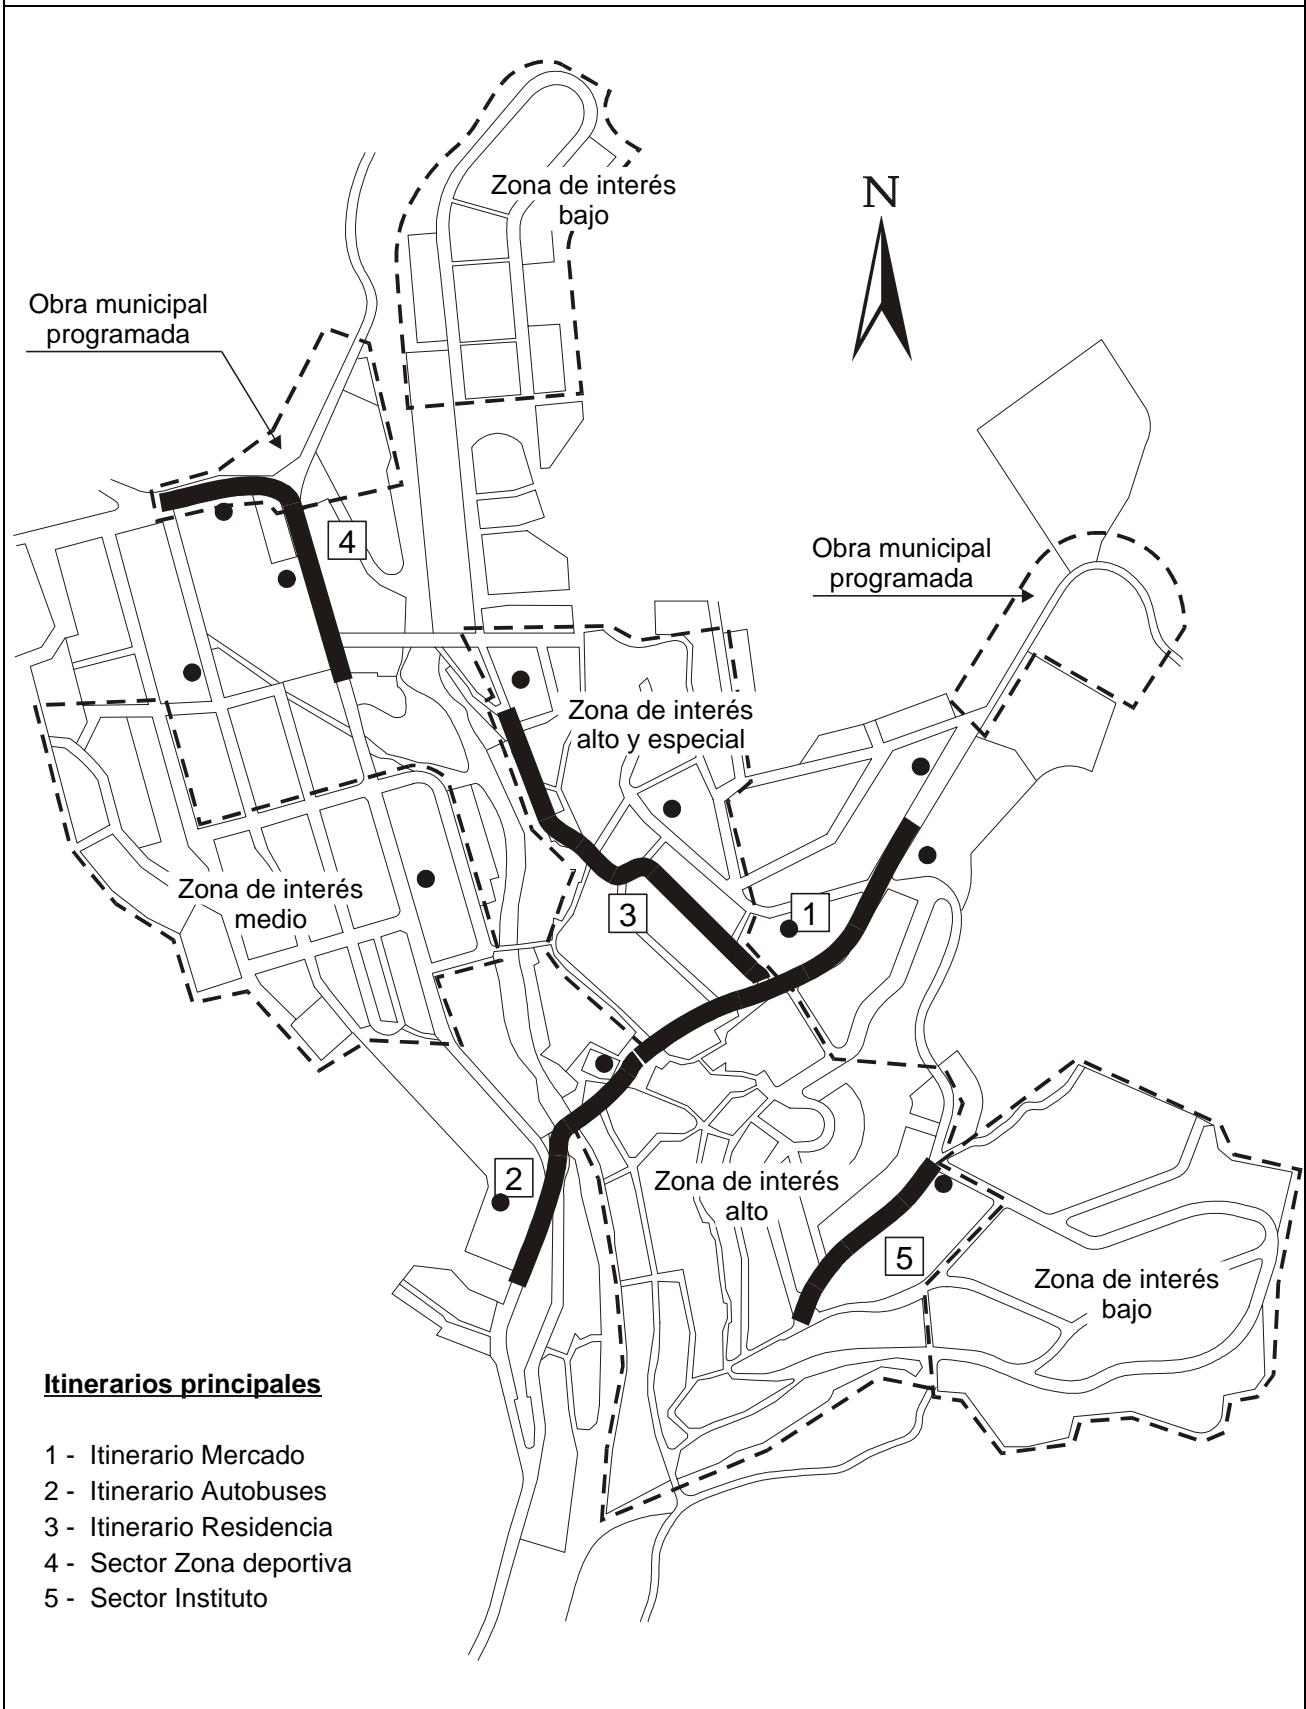 Zona de interés
bajo
N
Obra municipal
programada
4
Obra municipal
programada
Zona de interés
alto y especial
Zona de interés
medio
3
1
2
Zona de interés
alto
5
Zona de interés
bajo
Itinerarios principales
1 - Itinerario Mercado
2 - Itinerario Autobuses
3 - Itinerario Residencia
4 - Sector Zona deportiva
5 - Sector Instituto